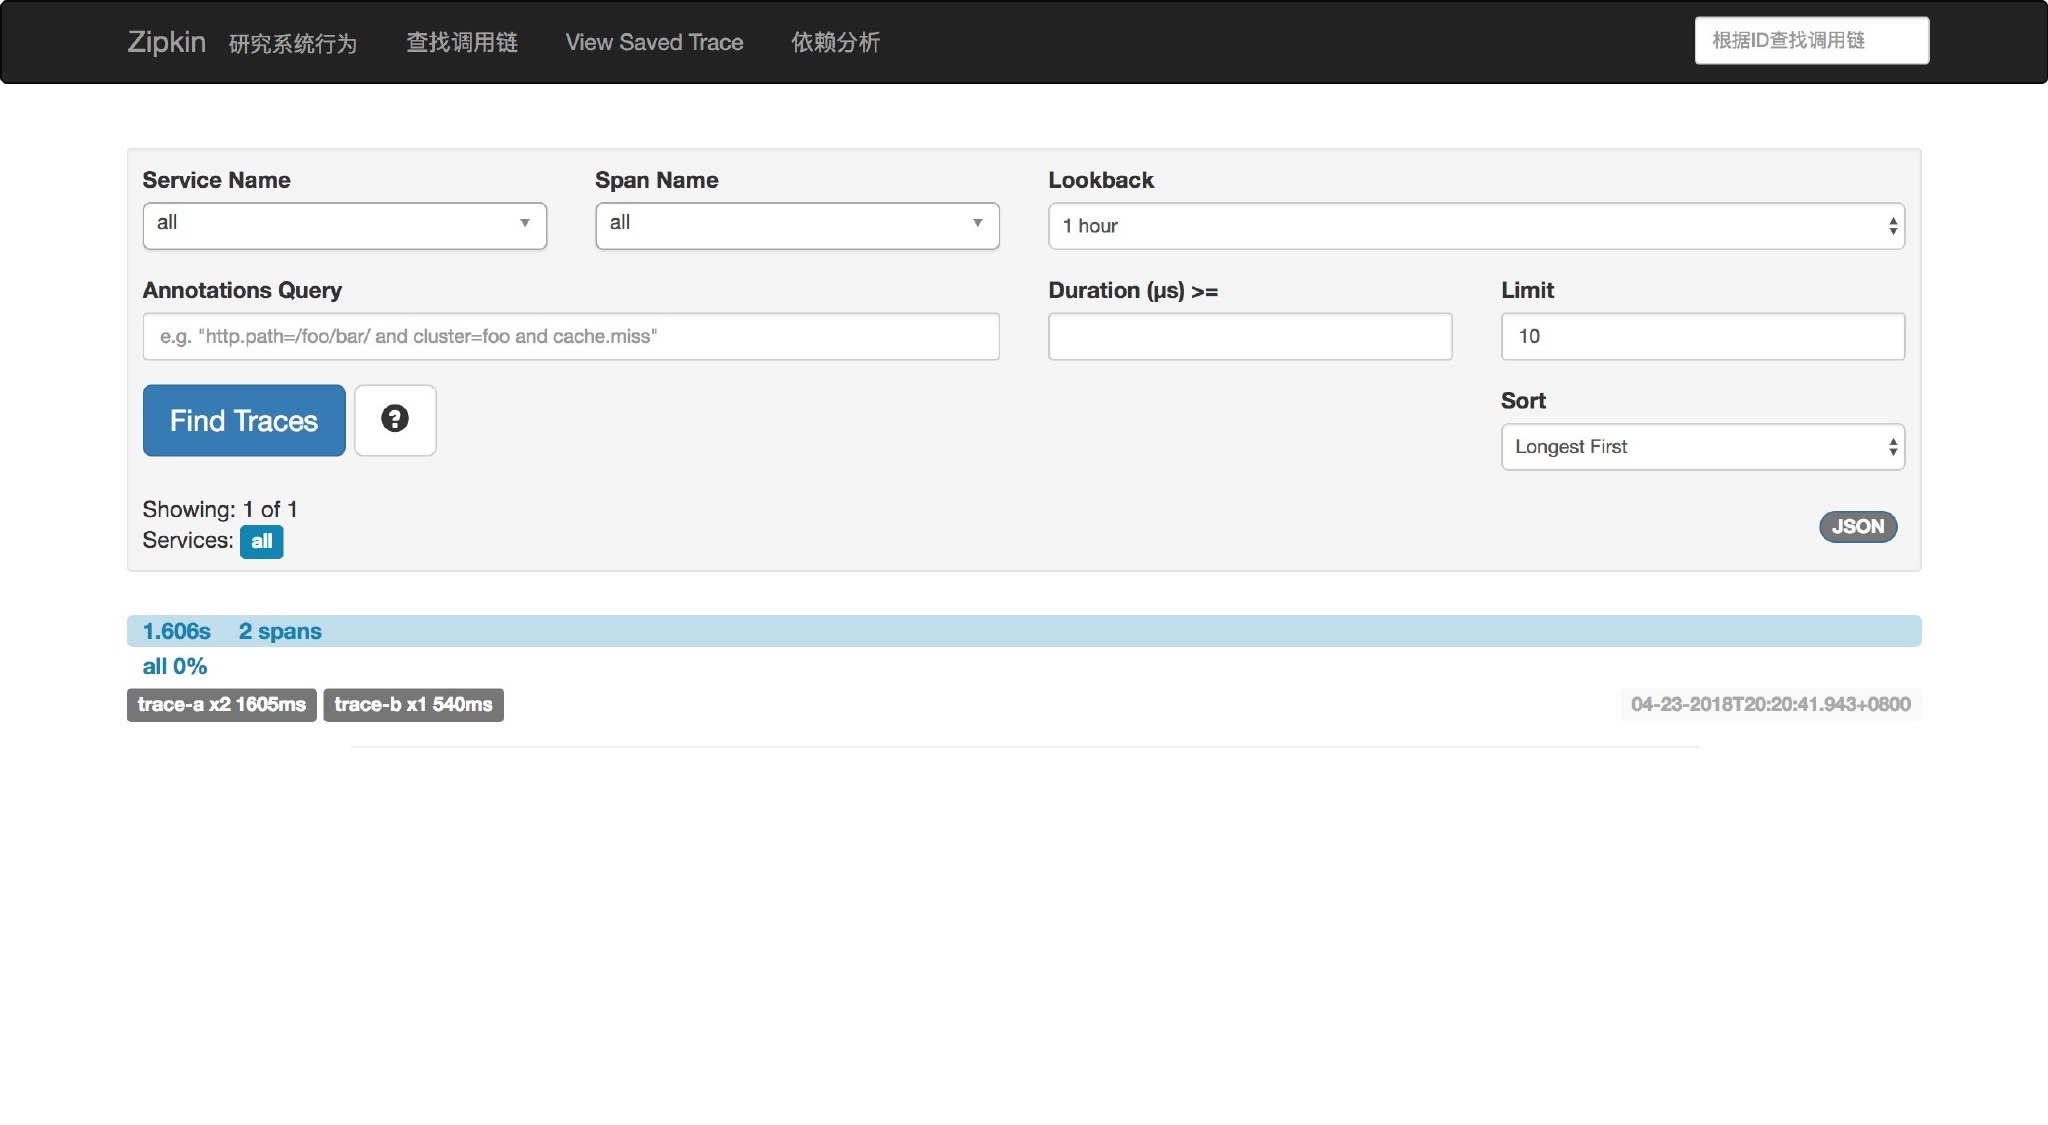 Zipkin 研究系统行为 查找调用链 View Saved Trace 依赖分析 根据ID查找调用链
Service Name Span Name Lookback
all all 1 hour
Annotations Query Duration (µs) >= Limit
e.g. "http.path=/foo/bar/ and cluster=foo and cache.miss" 10
Find Traces ?
Sort
Longest First
Showing: 1 of 1
Services: all
JSON
1.606s 2 spans
all 0%
trace-a x2 1605ms trace-b x1 540ms 04-23-2018T20:20:41.943+0800